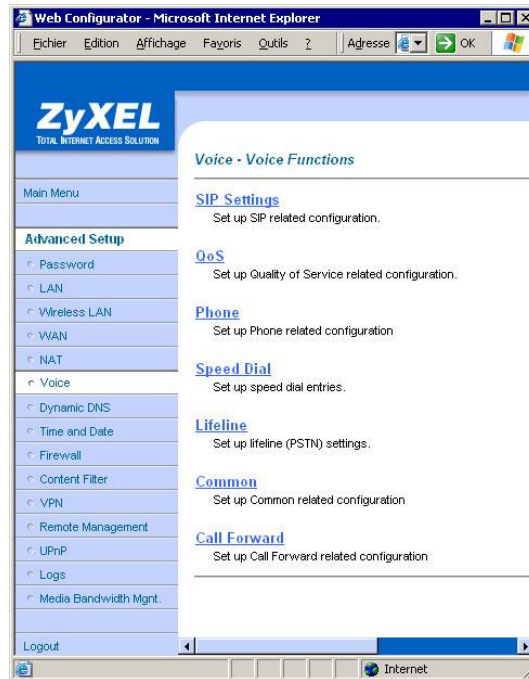 Web Configurator - Microsoft Internet Explorer
Eichier Edition Affichage Favoris Outils ? Adresse OK
ZyXEL
TOTAL INTERNET ACCESS SOLUTION
Voice - Voice Functions
Main Menu
Advanced Setup
Password
LAN
Wireless LAN
WAN
NAT
Voice
Dynamic DNS
Time and Date
Firewall
Content Filter
VPN
Remote Management
UPnP
Logs
Media Bandwidth Mgnt.
Logout
SIP Settings
Set up SIP related configuration.
QoS
Set up Quality of Service related configuration.
Phone
Set up Phone related configuration
Speed Dial
Set up speed dial entries.
Lifeline
Set up lifeline (PSTN) settings.
Common
Set up Common related configuration
Call Forward
Set up Call Forward related configuration
Internet